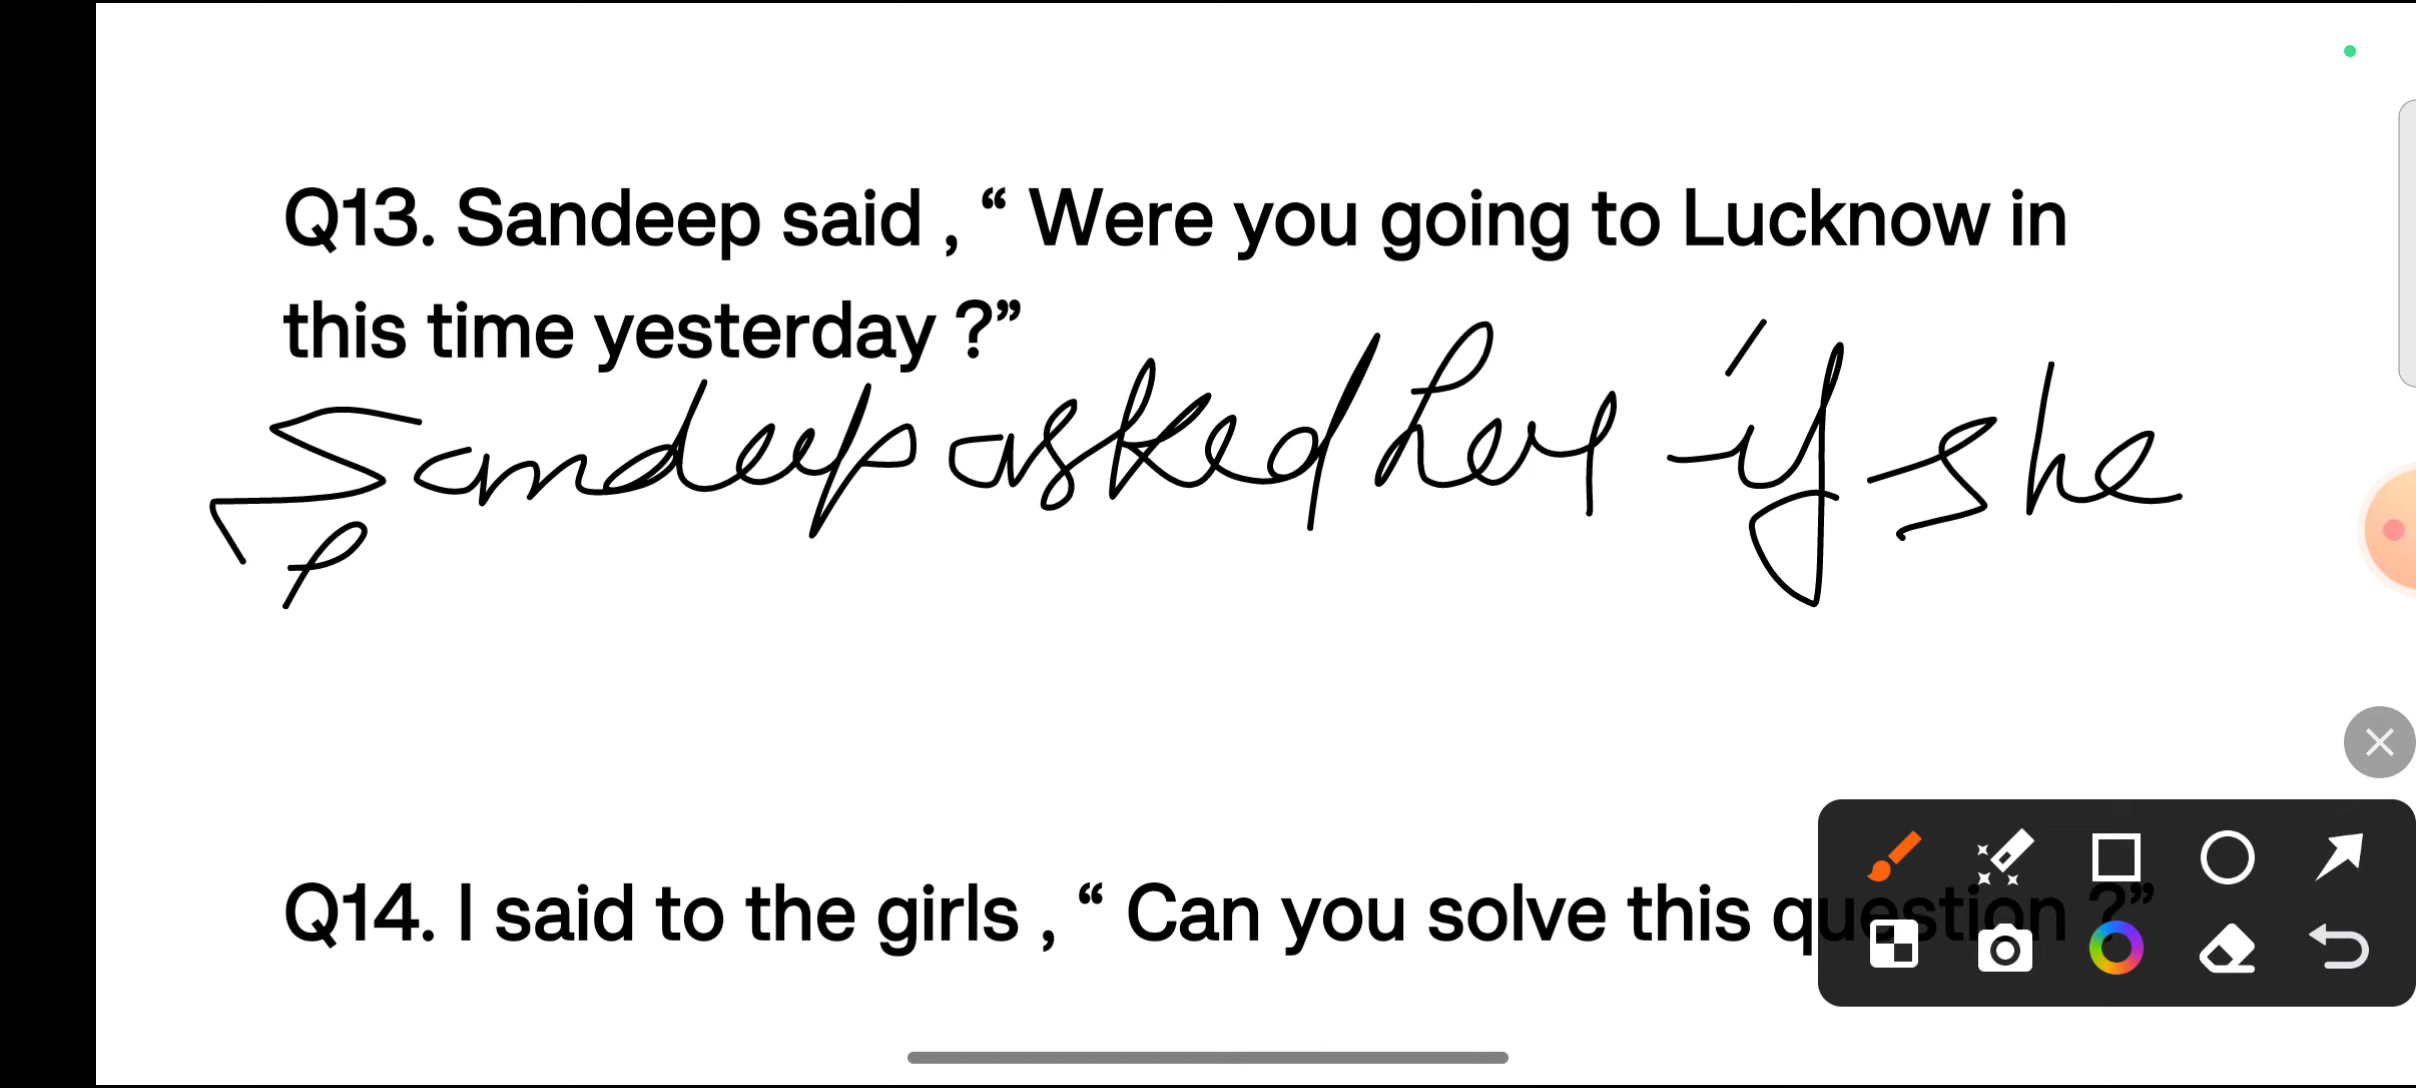 Q13. Sandeep said , “ Were you going to Lucknow in
this time yesterday ?”
Sandeep asked her if she
Q14. I said to the girls , “ Can you solve this question ?”